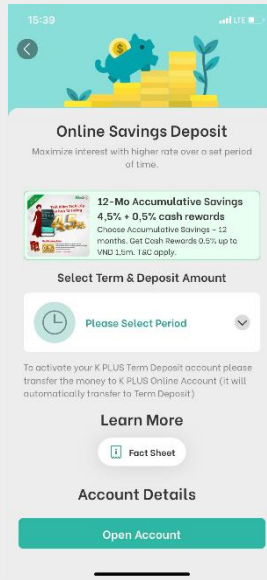 15:39
LTE
Online Savings Deposit
Maximize interest with higher rate over a set period
of time.
12-Mo Accumulative Savings
4,5% + 0,5% cash rewards
Choose Accumulative Savings - 12
months. Get Cash Rewards 0.5% up to
VND 1,5m. T&C apply.
Select Term & Deposit Amount
Please Select Period
To activate your K PLUS Term Deposit account please
transfer the money to K PLUS Online Account (it will
automatically transfer to Term Deposit)
Learn More
Fact Sheet
Account Details
Open Account